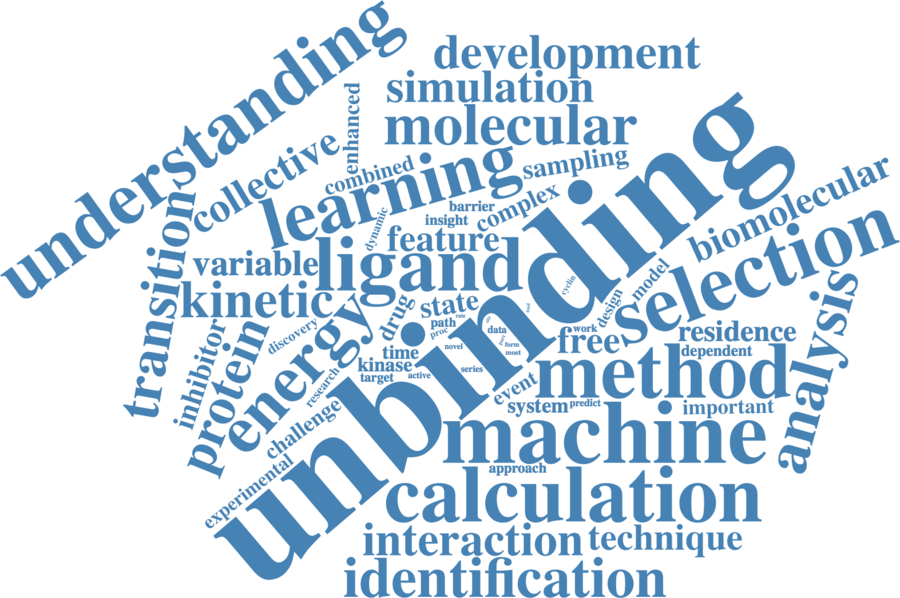 understanding
development
simulation
molecular
enhanced
collective
combined
learning
sampling
unbinding
barrier
insight
complex
dynamic
feature
biomolecular
transition
variable
ligand
selection
kinetic
model
cyclin
design
state
drug
energy
path
data
work
free
residence
dependent
analysis
inhibitor
protein
discovery
time
kinase
target
active
novel
form
most
series
method
research
event
system
predict
important
challenge
machine
experimental
approach
calculation
interaction
technique
identification